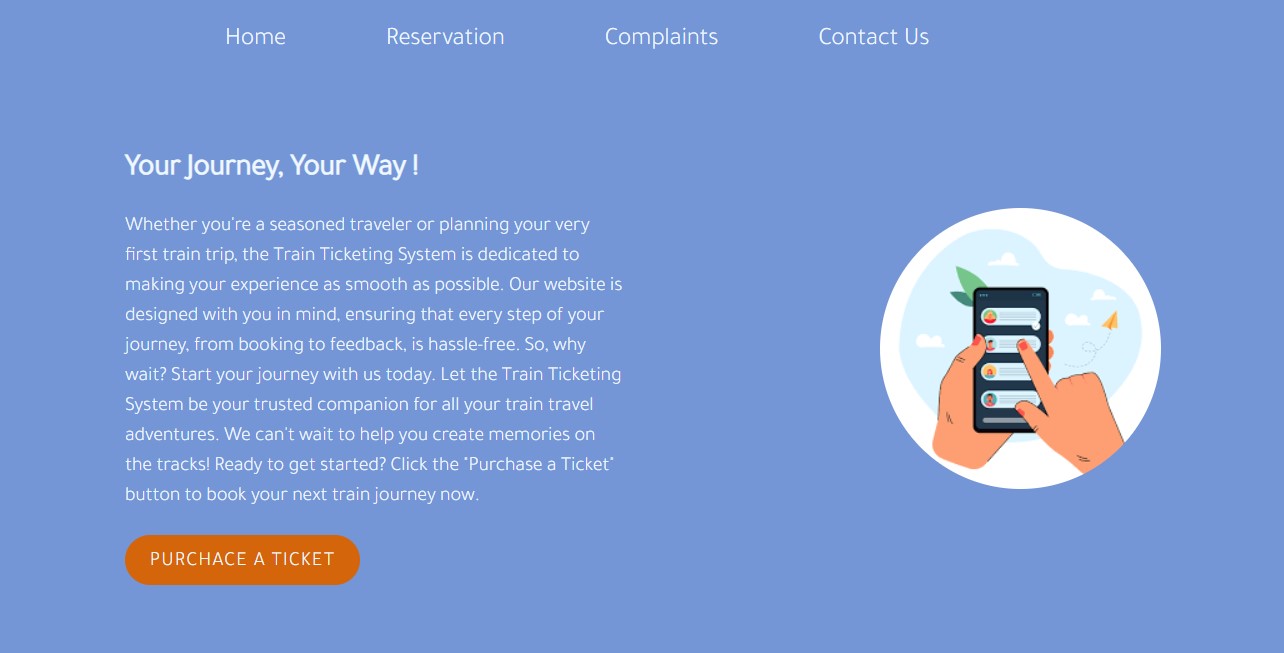 Home Reservation Complaints Contact Us
Your Journey, Your Way !
Whether you're a seasoned traveler or planning your very
first train trip, the Train Ticketing System is dedicated to
making your experience as smooth as possible. Our website is
designed with you in mind, ensuring that every step of your
journey, from booking to feedback, is hassle-free. So, why
wait? Start your journey with us today. Let the Train Ticketing
System be your trusted companion for all your train travel
adventures. We can't wait to help you create memories on
the tracks! Ready to get started? Click the "Purchase a Ticket"
button to book your next train journey now.
PURCHACE A TICKET